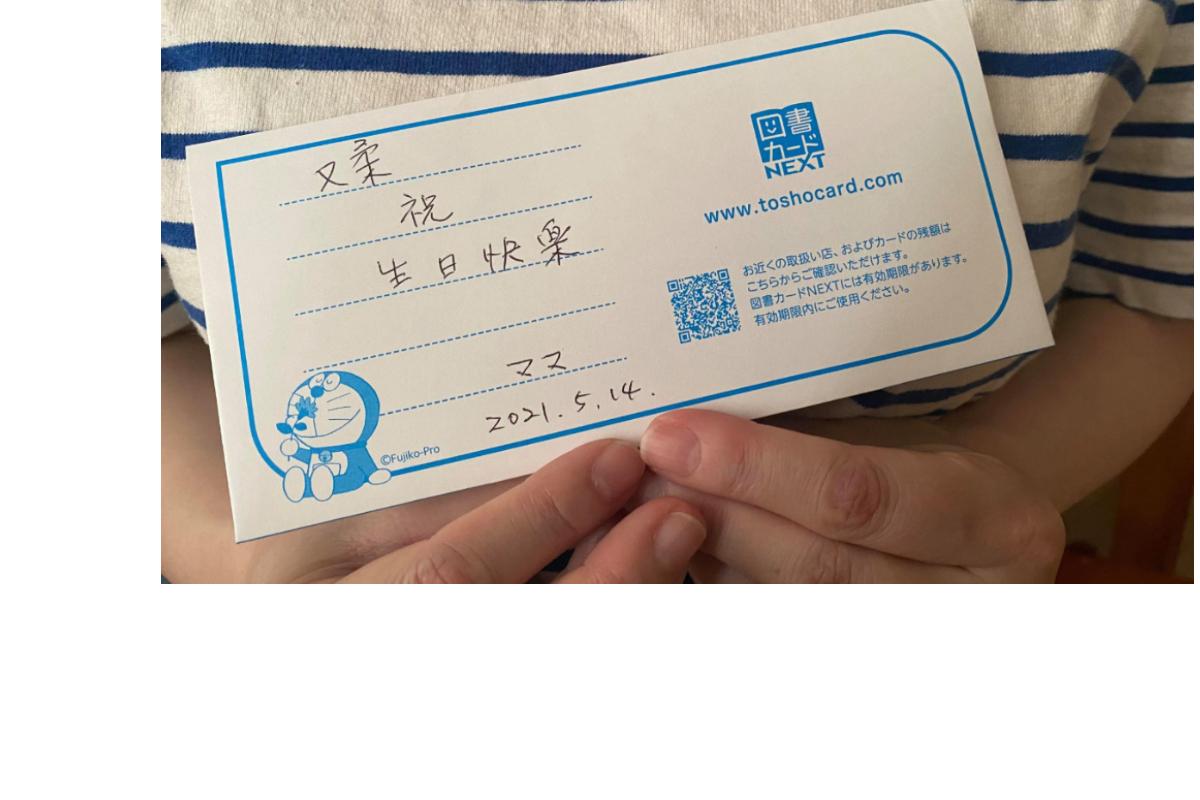 又柔
祝
生日快楽
ママ
2021.5.14.
©Fujiko-Pro
図書
カード
NEXT
www.toshocard.com
お近くの取扱い店、およびカードの残額は
こちらからご確認いただけます。
図書カードNEXTには有効期限があります。
有効期限内にご使用ください。